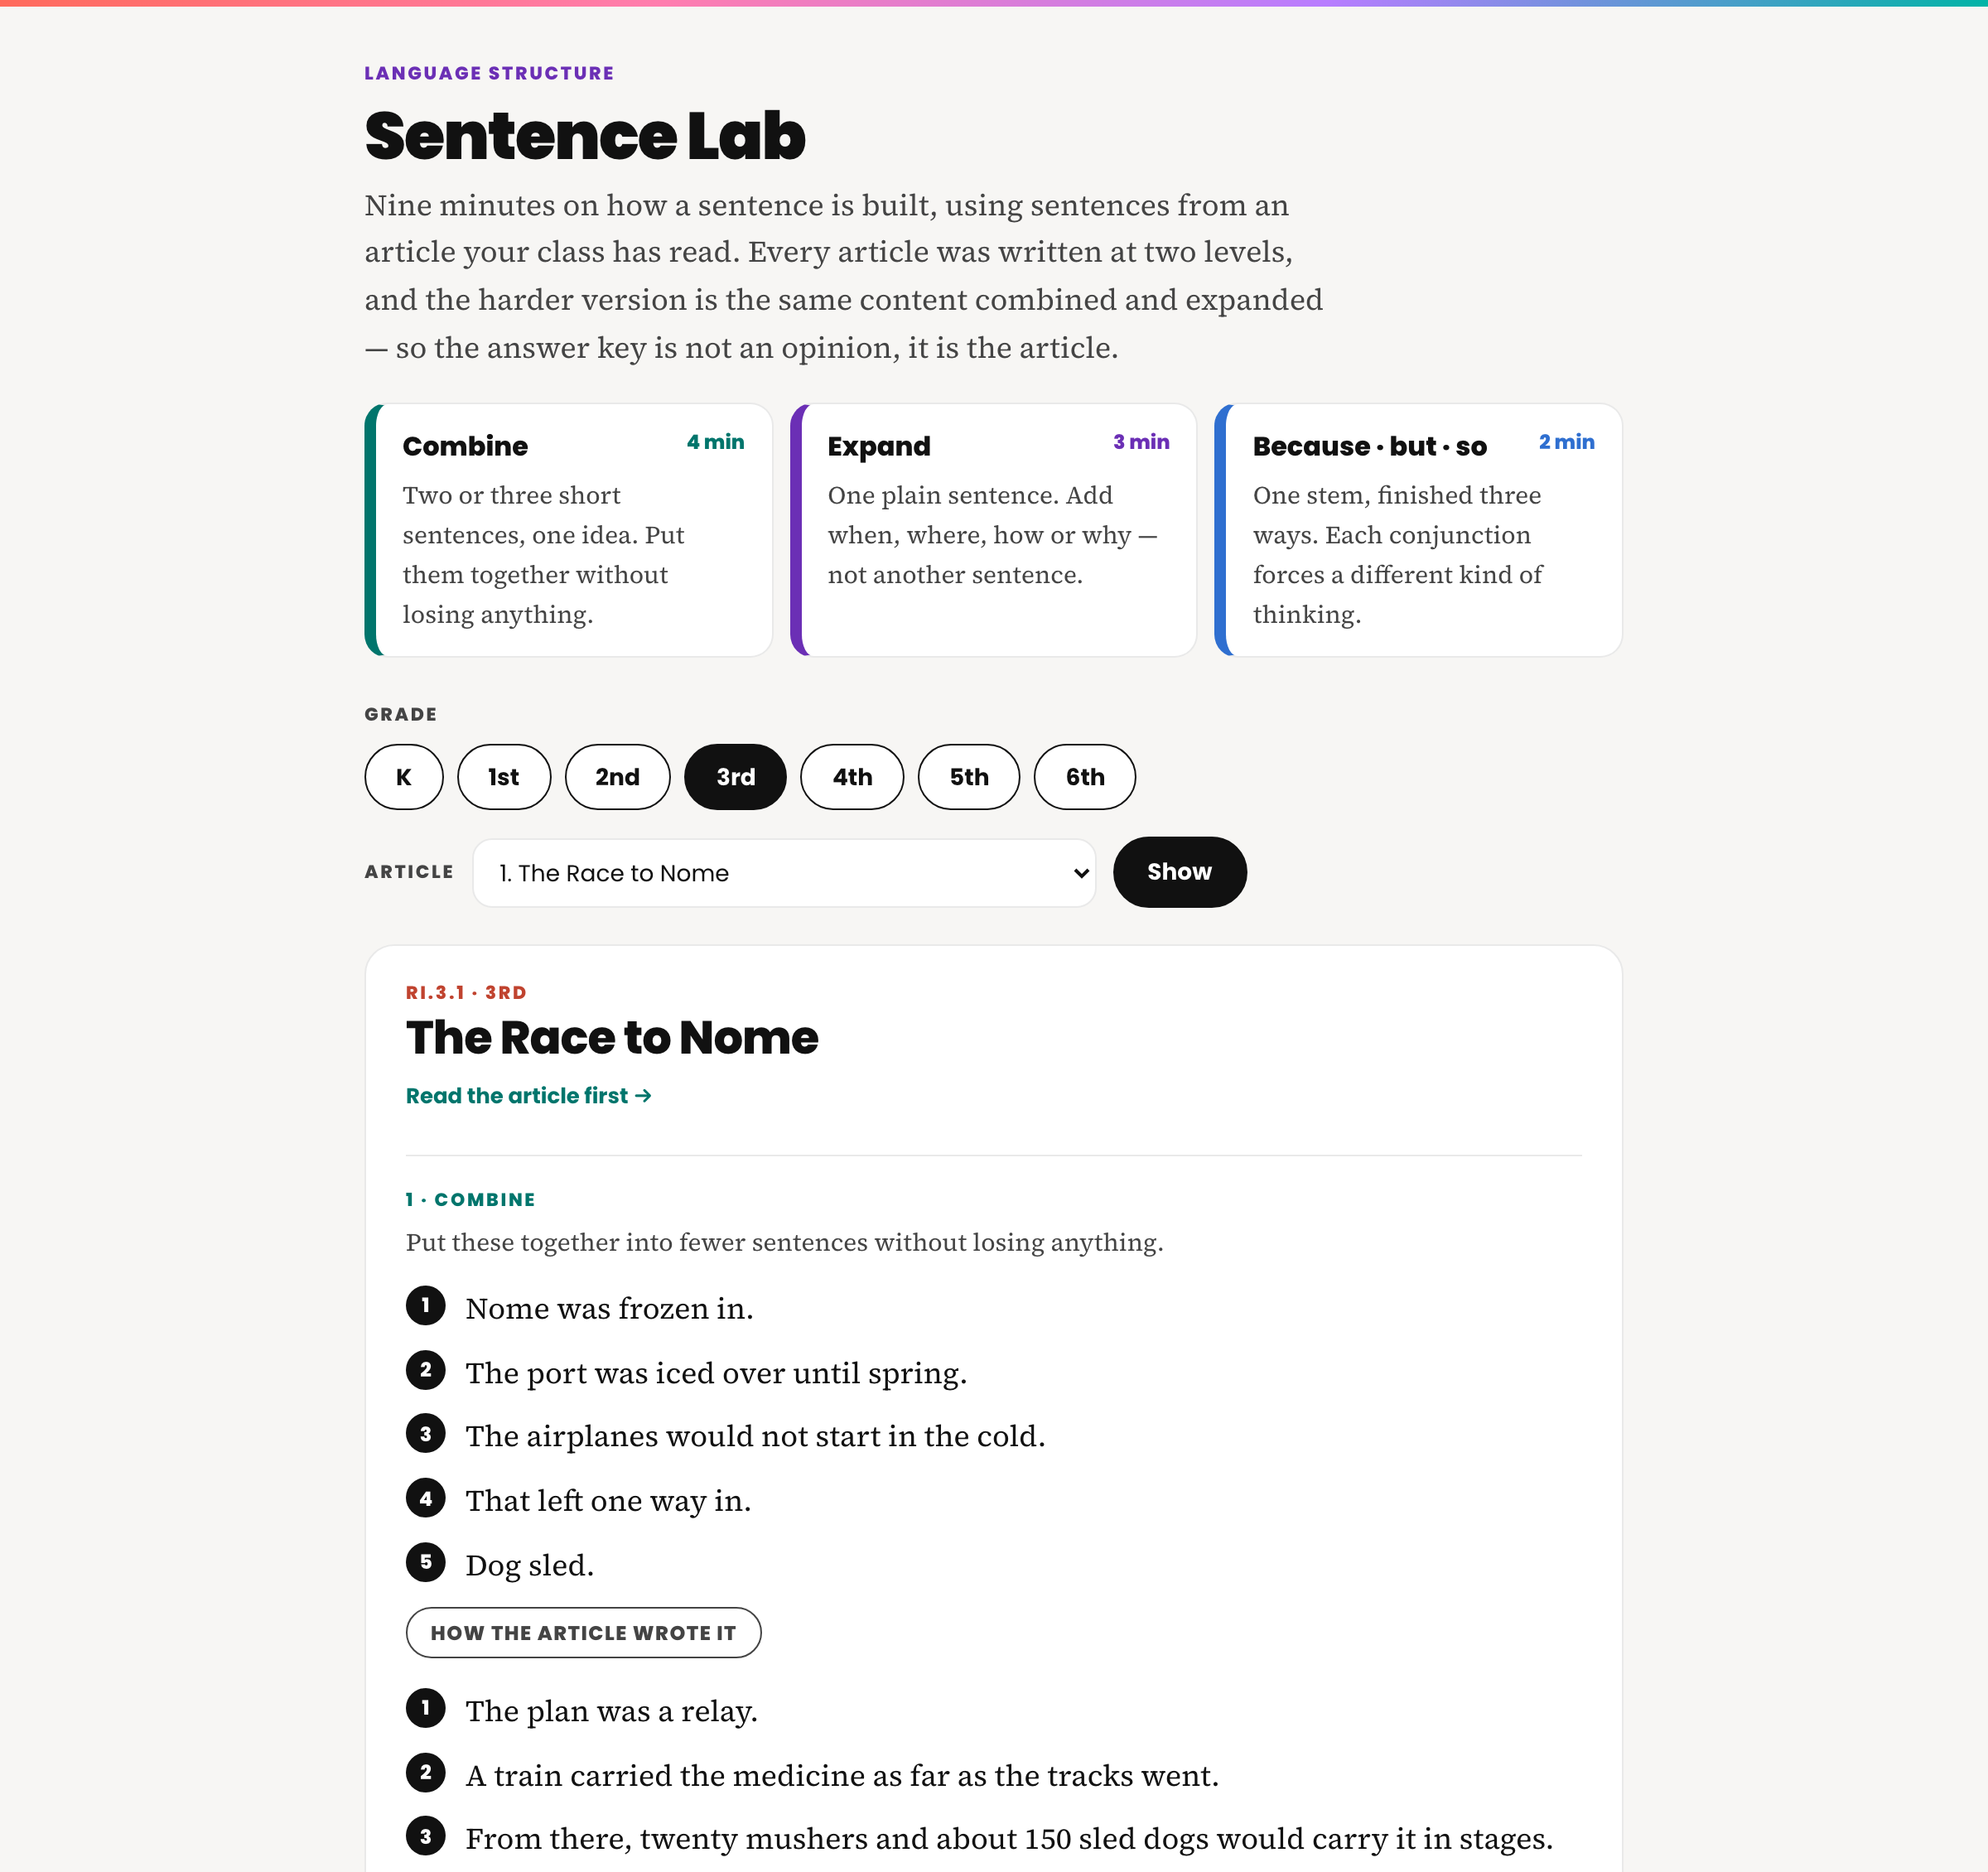 LANGUAGE STRUCTURE
Sentence Lab
Nine minutes on how a sentence is built, using sentences from an
article your class has read. Every article was written at two levels,
and the harder version is the same content combined and expanded
— so the answer key is not an opinion, it is the article.
Combine 4 min
Two or three short
sentences, one idea. Put
them together without
losing anything.
Expand 3 min
One plain sentence. Add
when, where, how or why —
not another sentence.
Because · but · so 2 min
One stem, finished three
ways. Each conjunction
forces a different kind of
thinking.
GRADE
K 1st 2nd 3rd 4th 5th 6th
ARTICLE 1. The Race to Nome Show
RI.3.1 · 3RD
The Race to Nome
Read the article first →
1 · COMBINE
Put these together into fewer sentences without losing anything.
1 Nome was frozen in.
2 The port was iced over until spring.
3 The airplanes would not start in the cold.
4 That left one way in.
5 Dog sled.
HOW THE ARTICLE WROTE IT
1 The plan was a relay.
2 A train carried the medicine as far as the tracks went.
3 From there, twenty mushers and about 150 sled dogs would carry it in stages.